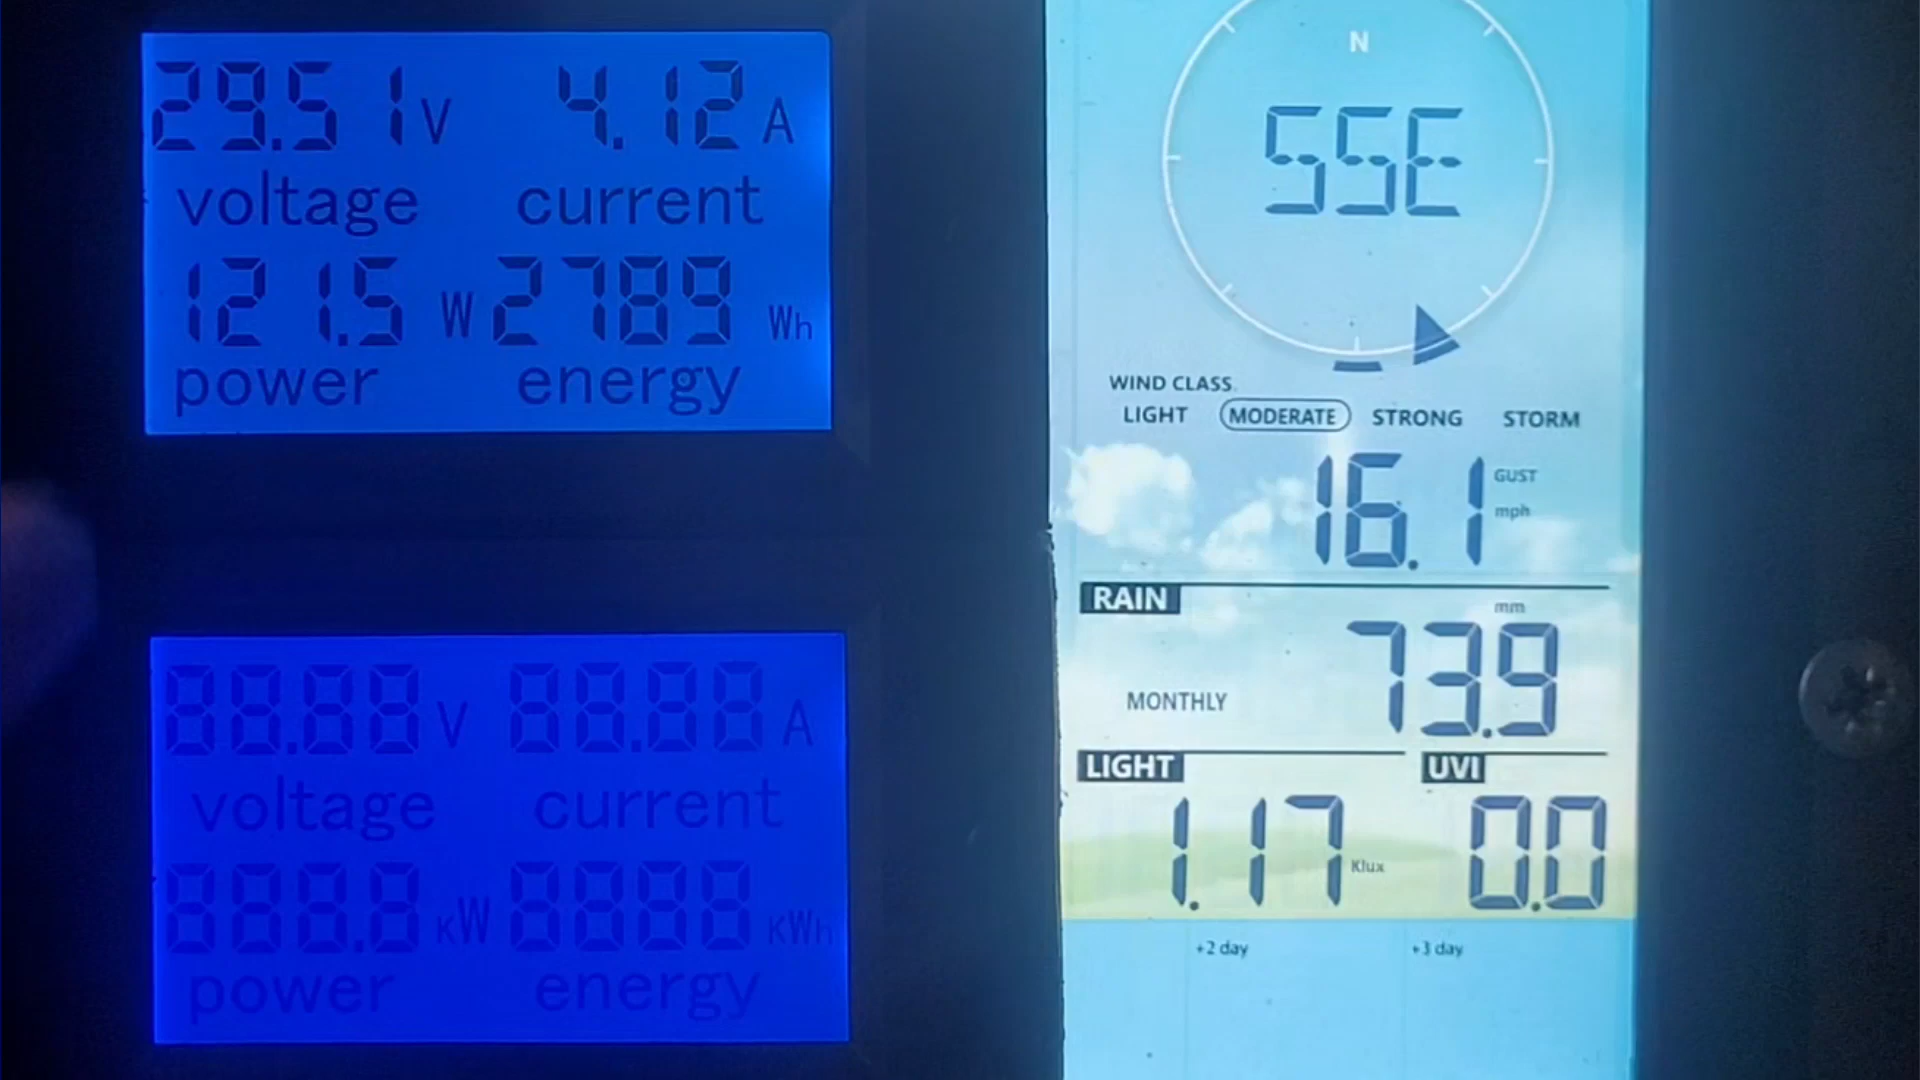 29.51 V 4.12 A
voltage current
121.5 W 2789 Wh
power energy
88.88 V 88.88 A
voltage current
888.8 KW 8888 KWh
power energy
N
SSE
WIND CLASS
LIGHT MODERATE STRONG STORM
16.1 GUST
mph
RAIN
mm
MONTHLY 73.9
LIGHT UVI
1.17 Klux 0.0
+2 day +3 day